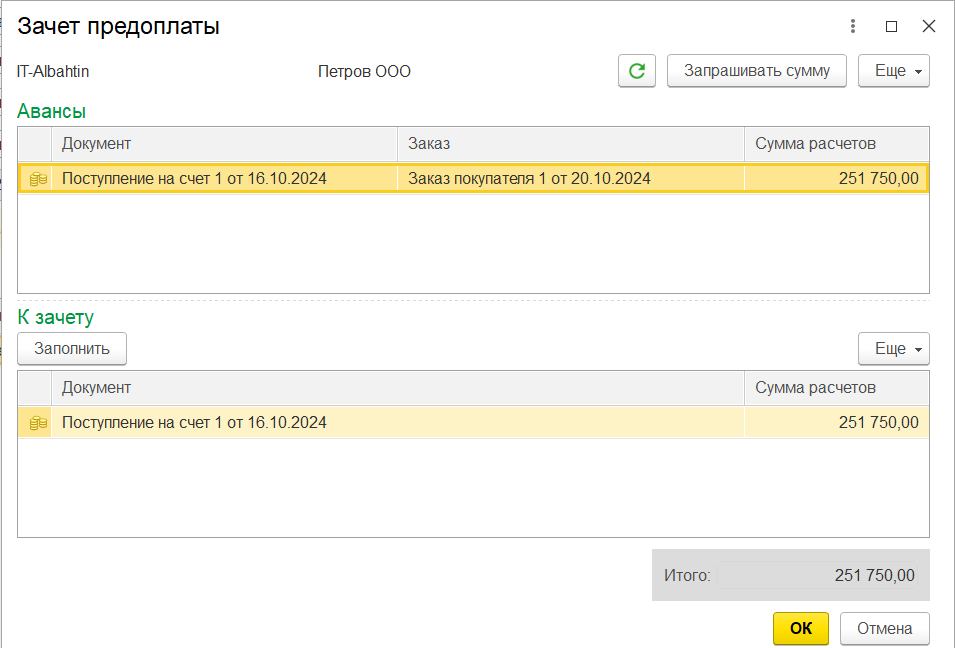 Зачет предоплаты
IT-Albahtin Петров ООО Запрашивать сумму Еще
Авансы
Документ Заказ Сумма расчетов
Поступление на счет 1 от 16.10.2024 Заказ покупателя 1 от 20.10.2024 251 750,00
К зачету
Заполнить Еще
Документ Сумма расчетов
Поступление на счет 1 от 16.10.2024 251 750,00
Итого: 251 750,00
ОК Отмена